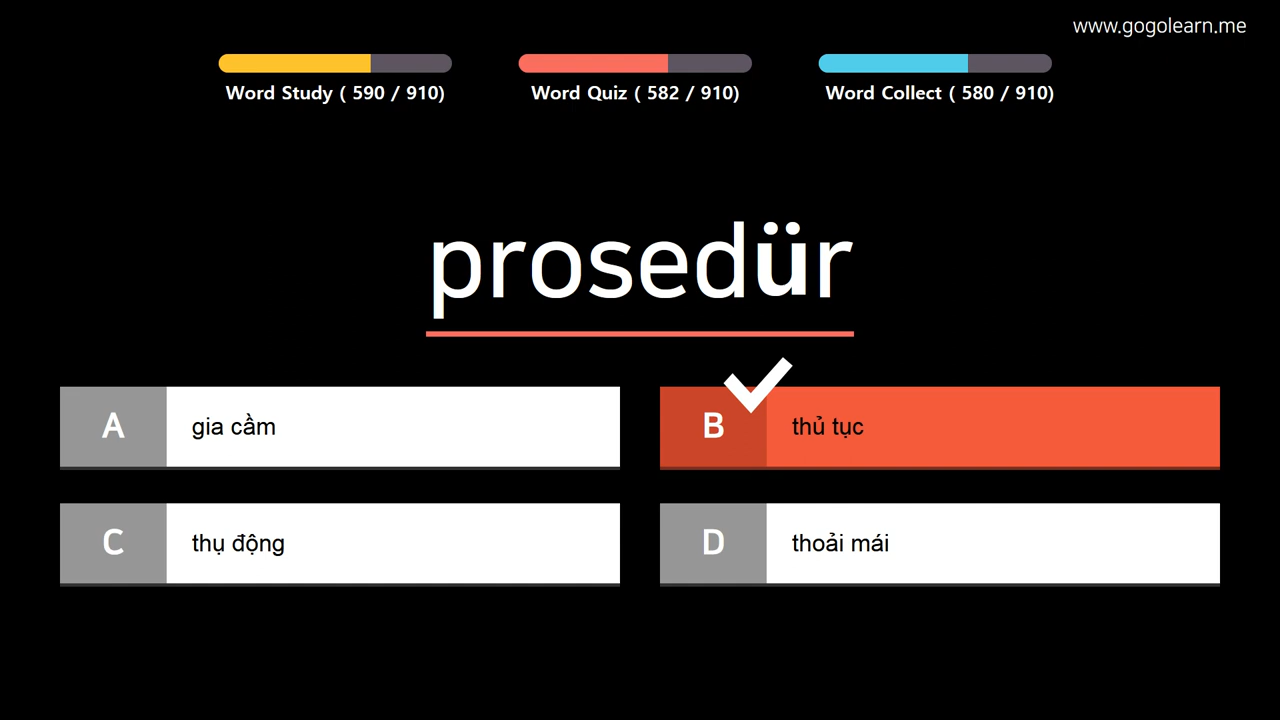 www.gogolearn.me
Word Study ( 590 / 910)
Word Quiz ( 582 / 910)
Word Collect ( 580 / 910)
prosedür
A gia cầm
B thủ tục
C thụ động
D thoải mái